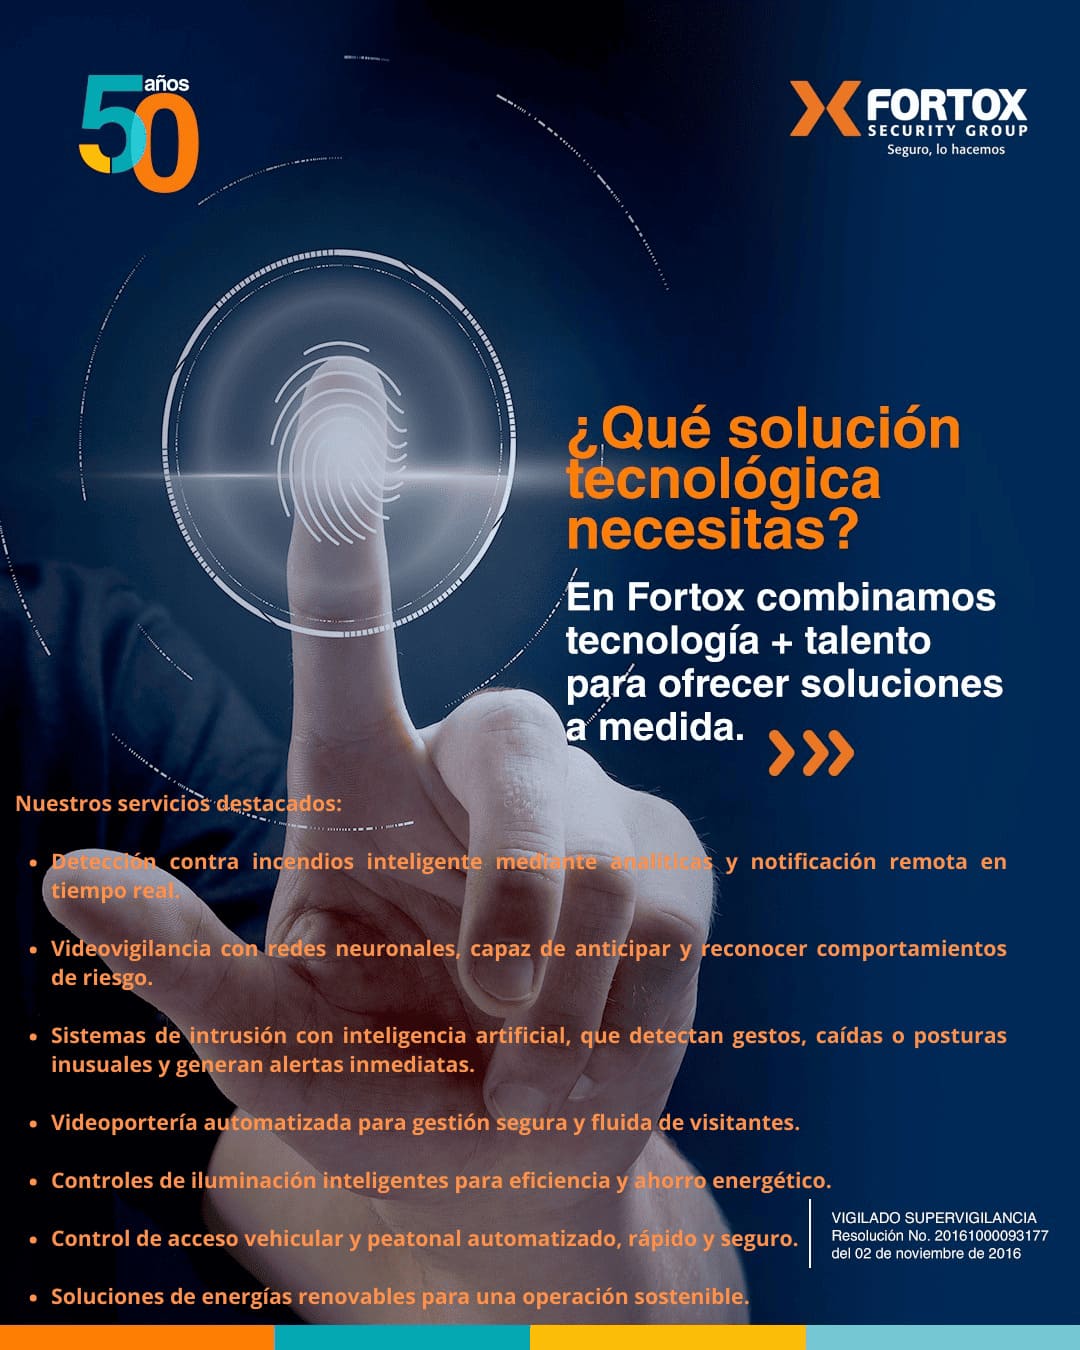 50 años
FORTOX
SECURITY GROUP
Seguro, lo hacemos
¿Qué solución
tecnológica
necesitas?
En Fortox combinamos
tecnología + talento
para ofrecer soluciones
a medida.
Nuestros servicios destacados:
• Detección contra incendios inteligente mediante analíticas y notificación remota en
tiempo real.
• Videovigilancia con redes neuronales, capaz de anticipar y reconocer comportamientos
de riesgo.
• Sistemas de intrusión con inteligencia artificial, que detectan gestos, caídas o posturas
inusuales y generan alertas inmediatas.
• Videoportería automatizada para gestión segura y fluida de visitantes.
• Controles de iluminación inteligentes para eficiencia y ahorro energético.
• Control de acceso vehicular y peatonal automatizado, rápido y seguro.
• Soluciones de energías renovables para una operación sostenible.
VIGILADO SUPERVIGILANCIA
Resolución No. 20161000093177
del 02 de noviembre de 2016